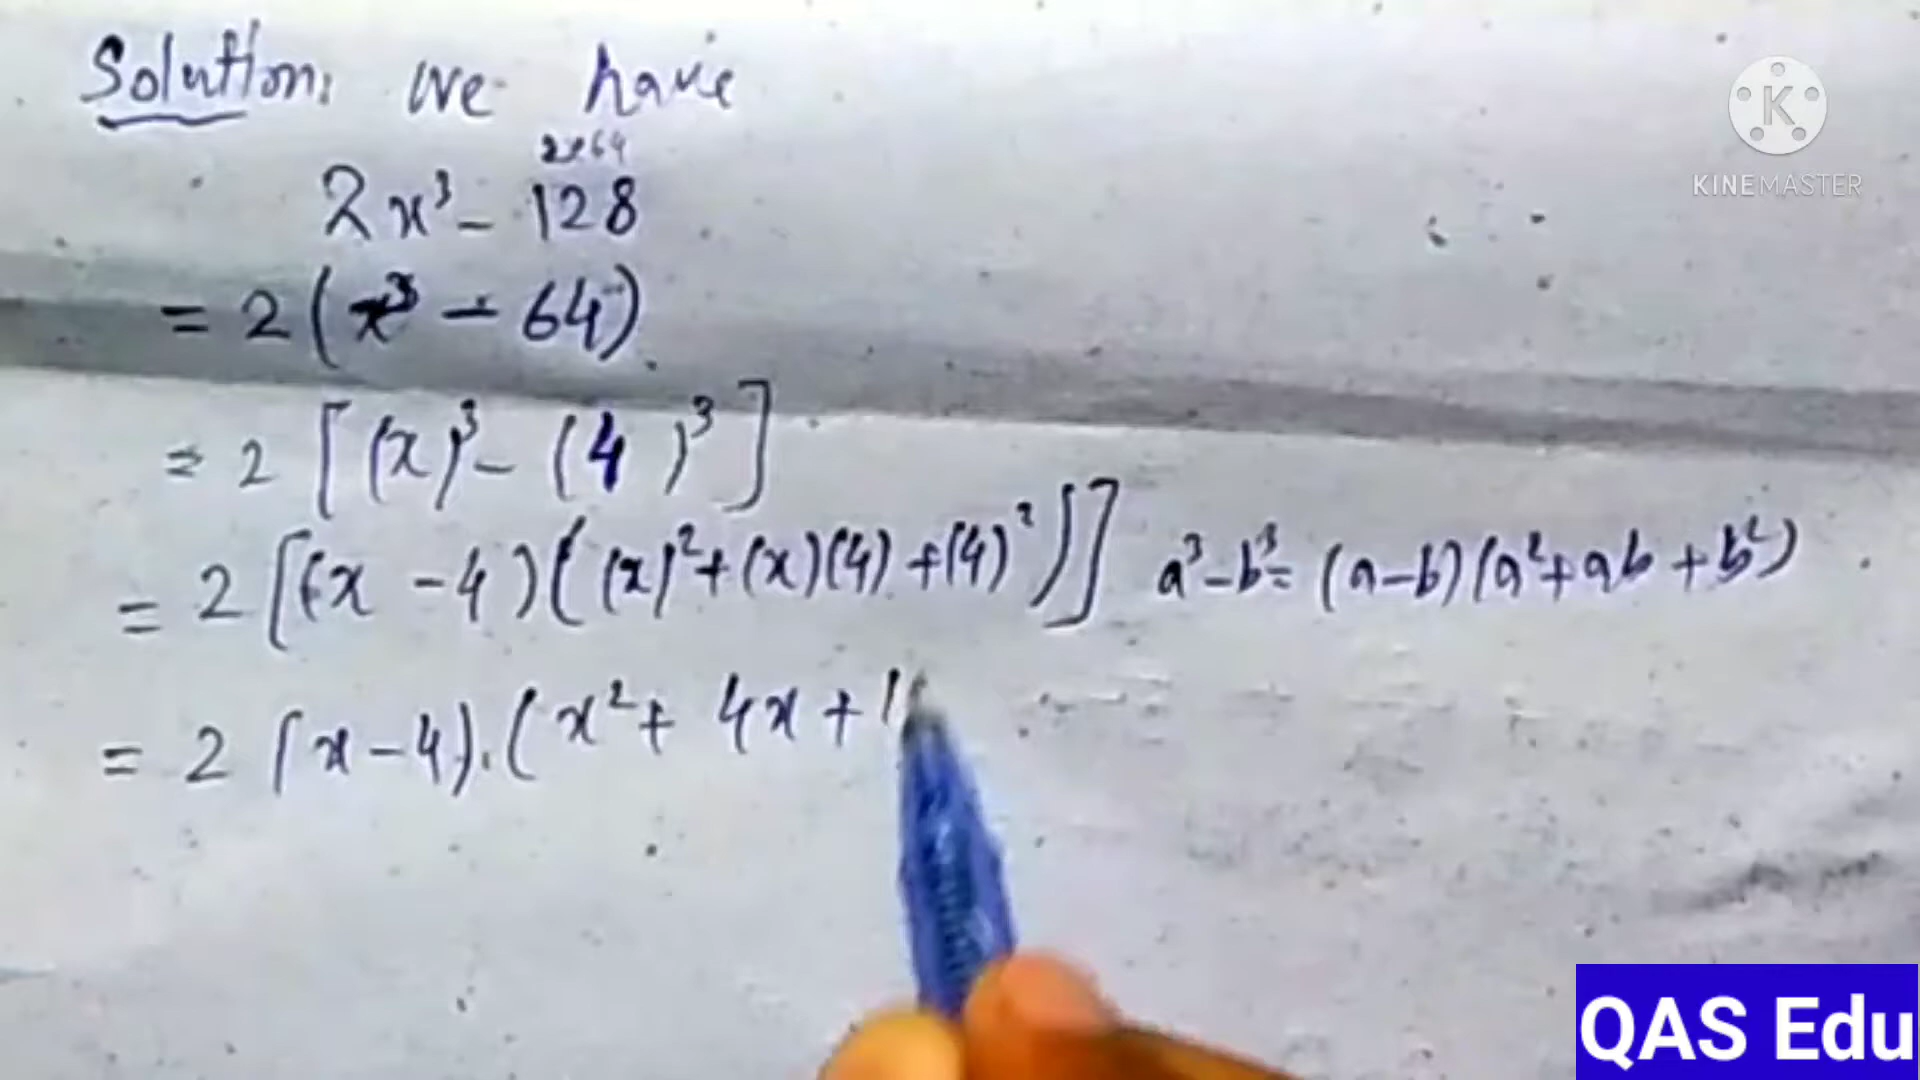 Solution: we have
2×64
2x³ - 128
= 2(x³ - 64)
= 2[(x)³ - (4)³]
= 2[(x - 4)((x)²+(x)(4)+(4)²)] a³-b³= (a-b)(a²+ab+b²)
= 2(x-4).(x²+ 4x+1
K
KINEMASTER
QAS Edu